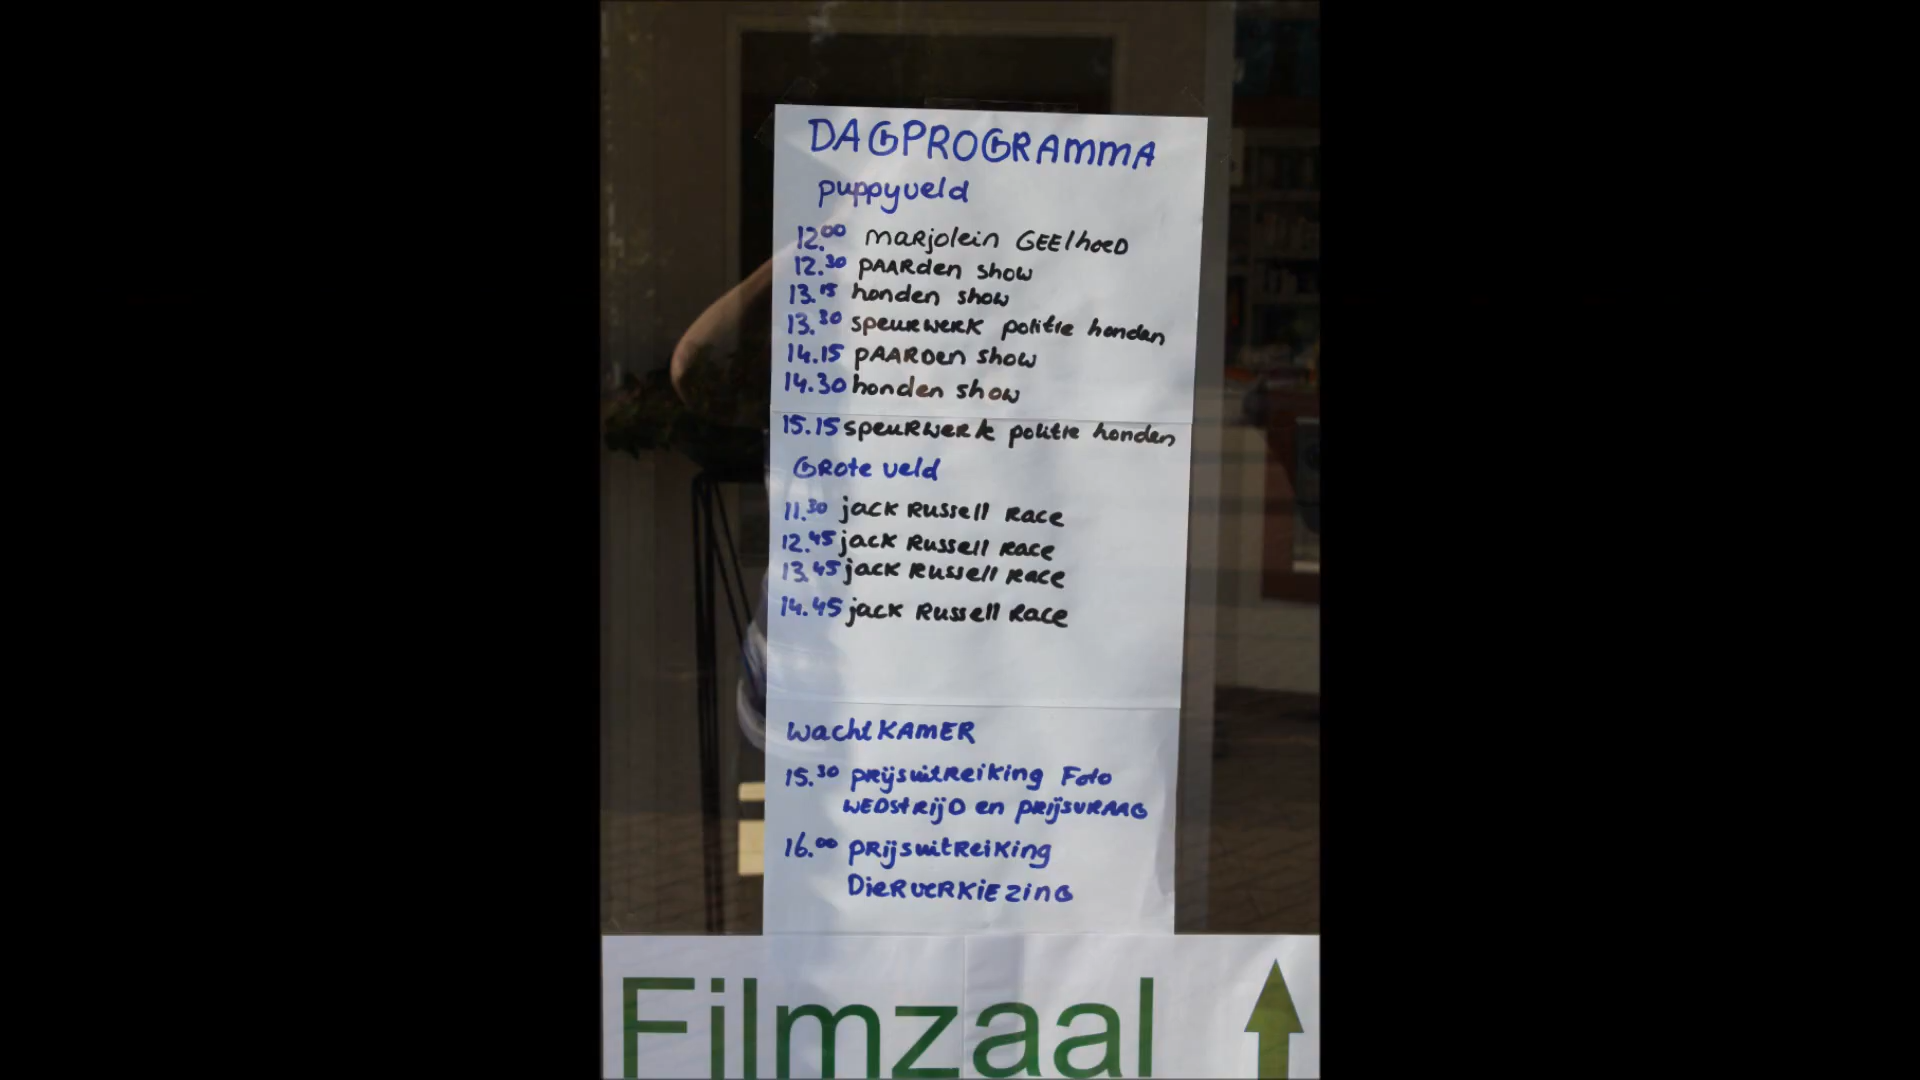 DAGPROGRAMMA
puppyveld
12.00 marjolein GEElhoeD
12.30 pAARden show
13.15 honden show
13.30 speurwerk politie honden
14.15 pAARDen show
14.30 honden show
15.15 speurwerk politie honden
GRote veld
11.30 jack Russell Race
12.45 jack Russell Race
13.45 jack Russell Race
14.45 jack Russell Race
wachtKAMER
15.30 prijsuitreiking Foto
WEDstrijD en prijsvraag
16.00 prijsuitreiking
Dierverkiezing
Filmzaal